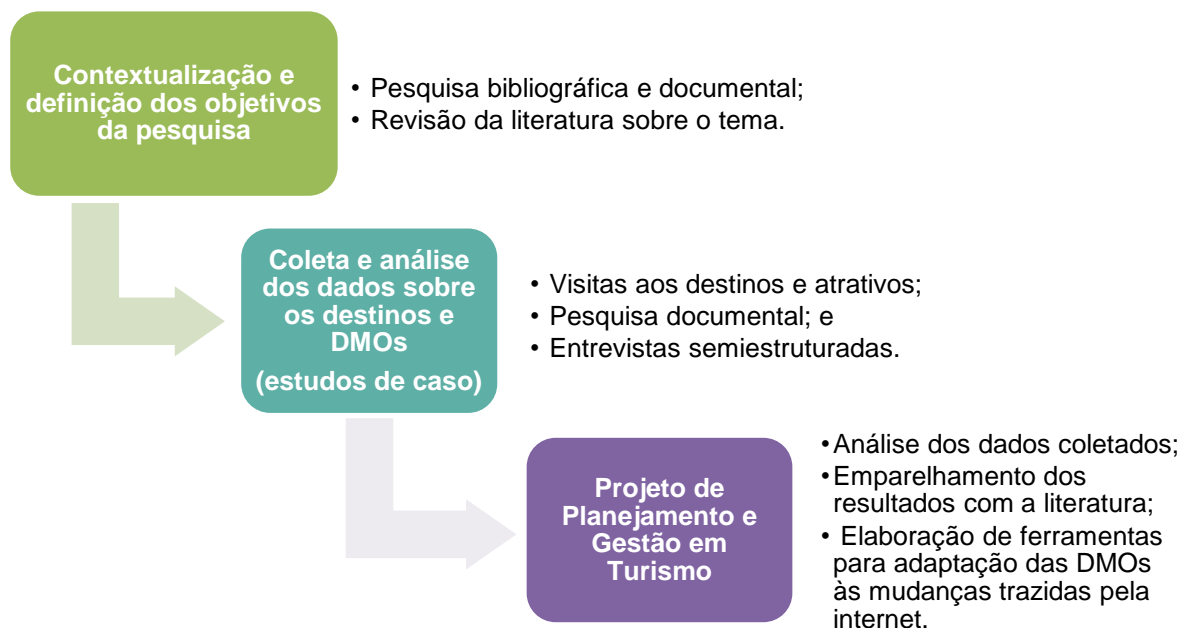 Contextualização e
definição dos objetivos
da pesquisa
• Pesquisa bibliográfica e documental;
• Revisão da literatura sobre o tema.
Coleta e análise
dos dados sobre
os destinos e
DMOs
(estudos de caso)
• Visitas aos destinos e atrativos;
• Pesquisa documental; e
• Entrevistas semiestruturadas.
Projeto de
Planejamento e
Gestão em
Turismo
•Análise dos dados coletados;
•Emparelhamento dos
resultados com a literatura;
• Elaboração de ferramentas
para adaptação das DMOs
às mudanças trazidas pela
internet.